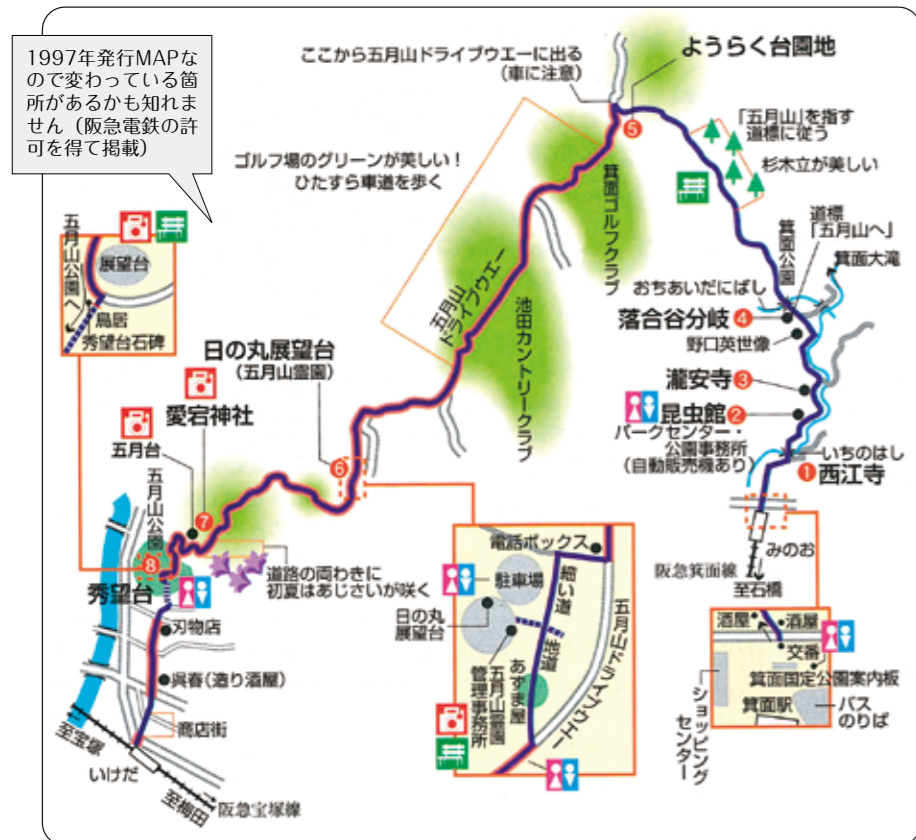 1997年発行MAPな
ので変わっている箇
所があるかも知れま
せん（阪急電鉄の許
可を得て掲載）
ここから五月山ドライブウエーに出る
（車に注意）
ようらく台園地
5
「五月山」を指す
道標に従う
杉木立が美しい
ゴルフ場のグリーンが美しい！
ひたすら車道を歩く
箕面ゴルフクラブ
五月山
ドライブウエー
池田カントリークラブ
箕面公園
道標
「五月山へ」
箕面大滝
おちあいだにばし
落合谷分岐 4
野口英世像
瀧安寺 3
昆虫館 2
パークセンター・
公園事務所
（自動販売機あり）
いちのはし
1 西江寺
みのお
阪急箕面線
至石橋
酒屋
酒屋
交番
箕面国定公園案内板
箕面駅
バス
のりば
ショッピング
センター
五月山公園へ
展望台
鳥居
秀望台石碑
日の丸展望台
（五月山霊園）
6
愛宕神社
五月台
7
五月山公園
8
秀望台
道路の両わきに
初夏はあじさいが咲く
刃物店
呉春（造り酒屋）
商店街
至宝塚
いけだ
至梅田
阪急宝塚線
電話ボックス
駐車場
日の丸
展望台
細い道
地道
あずま屋
五月山霊園
管理事務所
五月山ドライブウエー